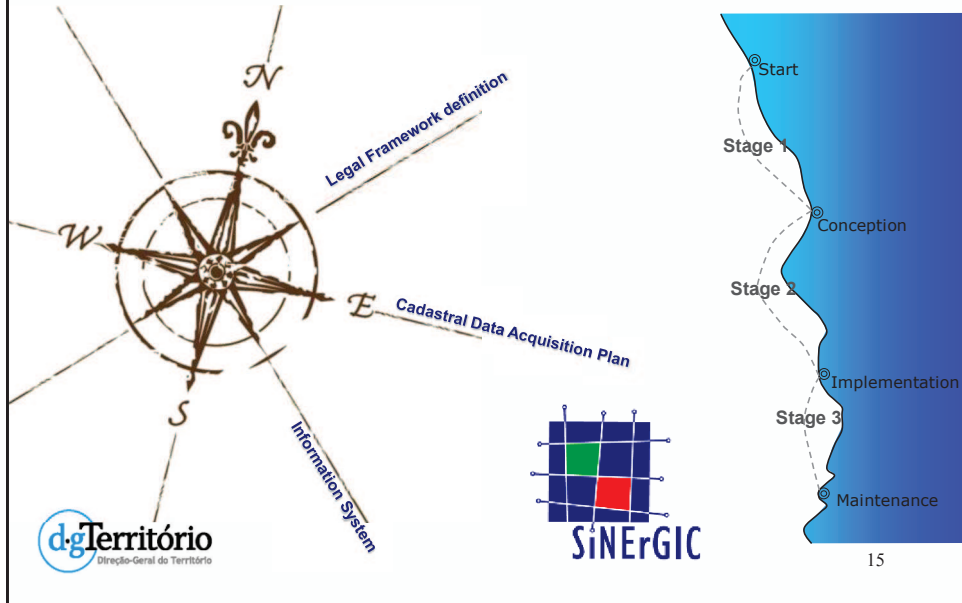 N
Legal Framework definition
W
E
Cadastral Data Acquisition Plan
S
Information System
Start
Stage 1
Conception
Stage 2
Implementation
Stage 3
Maintenance
SiNErGIC
d·gTerritório
Direção-Geral do Território
15